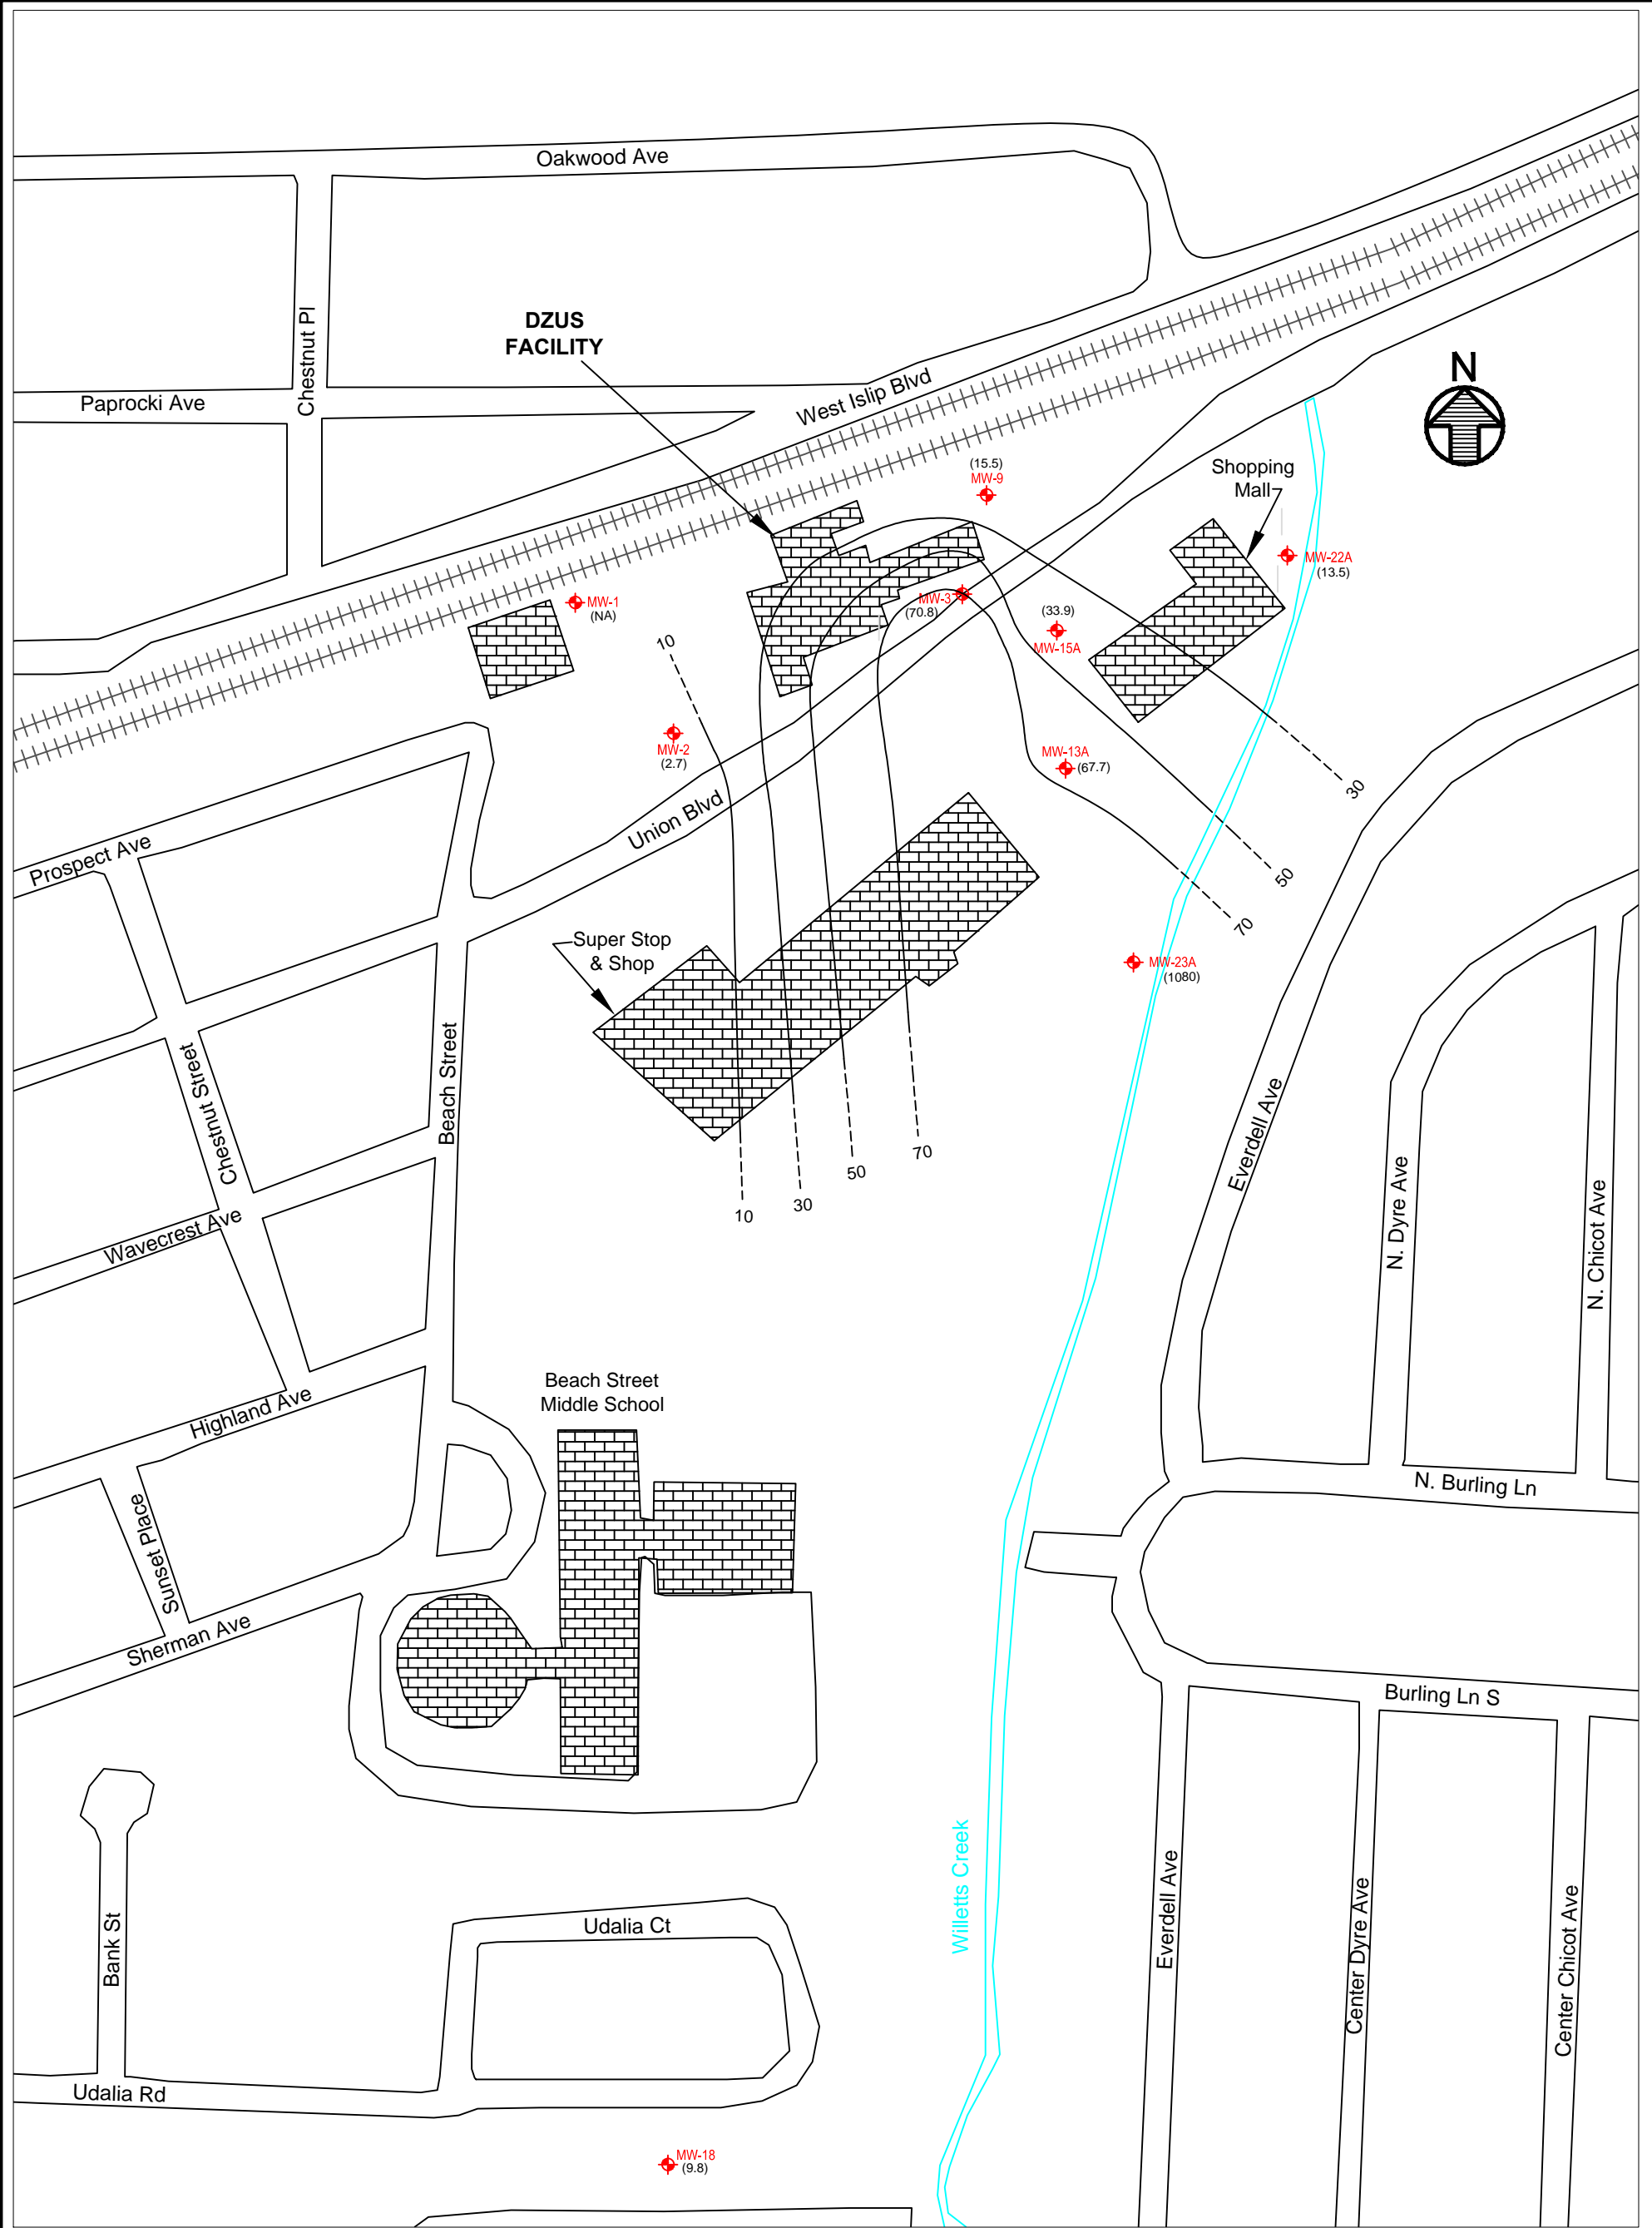 Oakwood Ave
Chestnut Pl
DZUS
FACILITY
N
Paprocki Ave
West Islip Blvd
(15.5)
MW-9
Shopping
Mall
MW-22A
(13.5)
MW-1
(NA)
MW-3
(70.8)
(33.9)
MW-15A
10
MW-2
(2.7)
MW-13A
(67.7)
30
Union Blvd
Prospect Ave
50
70
Super Stop
& Shop
MW-23A
(1080)
Chestnut Street
Beach Street
Everdell Ave
70
50
30
10
N. Dyre Ave
N. Chicot Ave
Wavecrest Ave
Beach Street
Middle School
Highland Ave
N. Burling Ln
Sunset Place
Sherman Ave
Burling Ln S
Willetts Creek
Udalia Ct
Bank St
Everdell Ave
Center Dyre Ave
Center Chicot Ave
Udalia Rd
MW-18
(9.8)